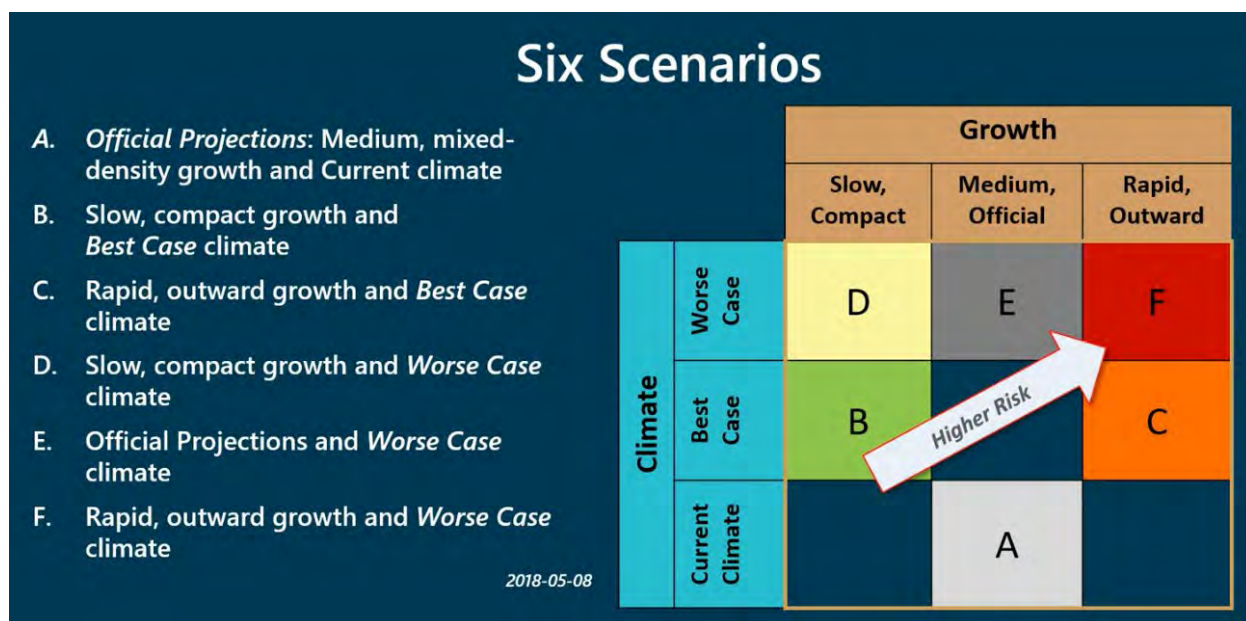 Six Scenarios
A. Official Projections: Medium, mixed-
density growth and Current climate
B. Slow, compact growth and
Best Case climate
C. Rapid, outward growth and Best Case
climate
D. Slow, compact growth and Worse Case
climate
E. Official Projections and Worse Case
climate
F. Rapid, outward growth and Worse Case
climate
2018-05-08
Growth
Slow,
Compact
Medium,
Official
Rapid,
Outward
Climate
Worse
Case
D
E
F
Best
Case
B
Higher Risk
C
Current
Climate
A